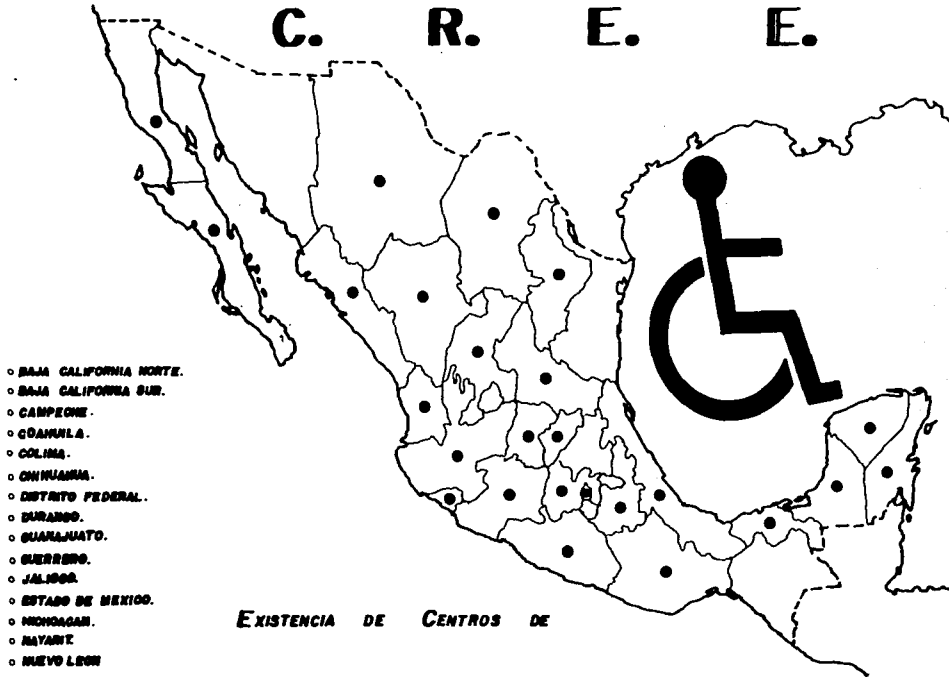 C. R. E. E.
BAJA CALIFORNIA NORTE.
BAJA CALIFORNIA SUR.
CAMPECHE.
COAHUILA.
COLIMA.
CHIHUAHUA.
DISTRITO FEDERAL.
DURANGO.
GUANAJUATO.
GUERRERO.
JALISCO.
ESTADO DE MEXICO.
MICHOACAN.
NAYARIT.
NUEVO LEON
EXISTENCIA DE CENTROS DE